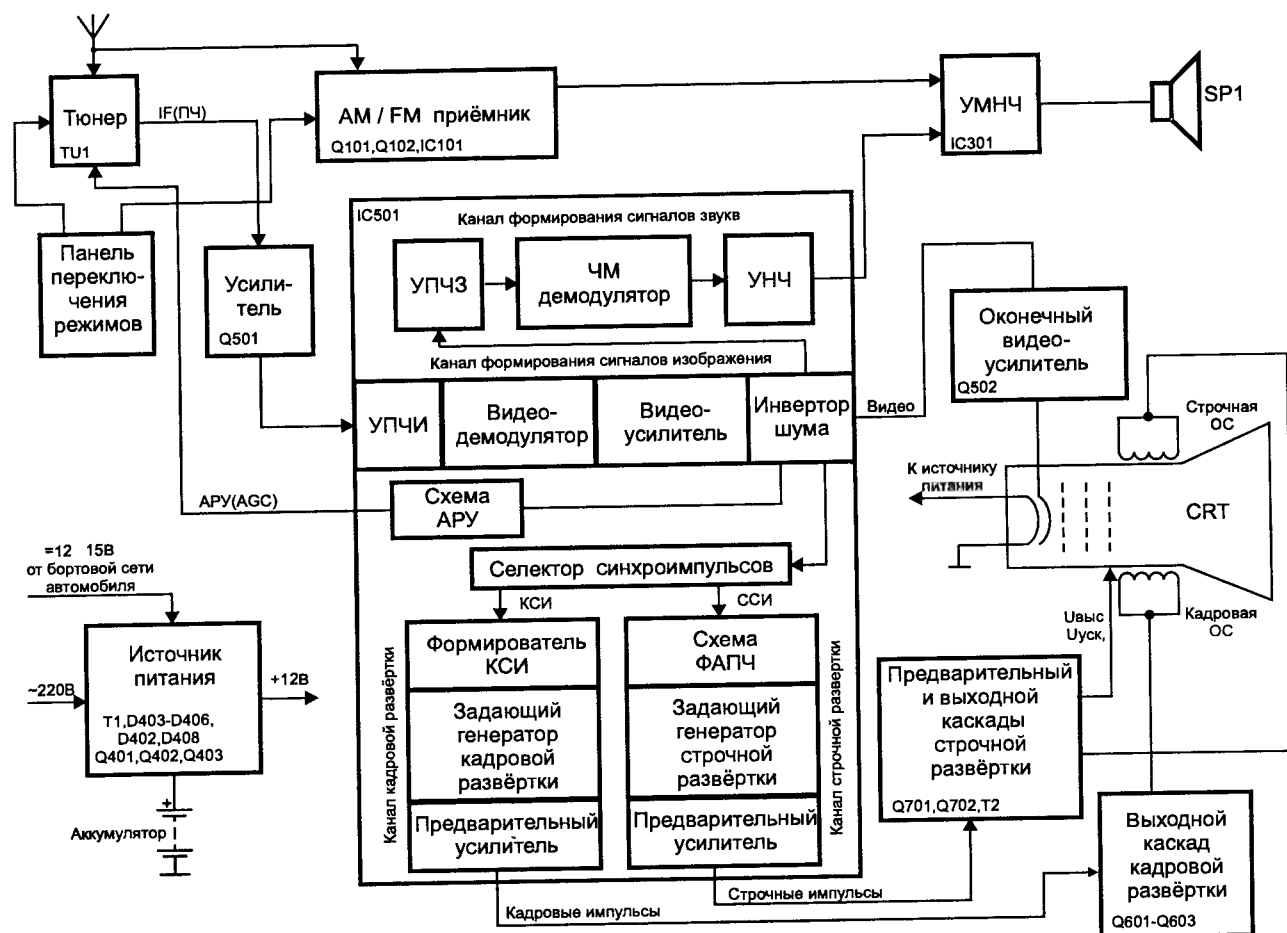 Тюнер
TU1
IF(ПЧ)
АМ / FM приёмник
Q101,Q102,IC101
УМНЧ
IC301
SP1
Панель
переклю-
чения
режимов
Усили-
тель
Q501
IC501
Канал формирования сигналов звукв
УПЧЗ
ЧМ
демодулятор
УНЧ
Канал формирования сигналов изображения
УПЧИ
Видео-
демодулятор
Видео-
усилитель
Инвертор
шума
Видео
Оконечный
видео-
усилитель
Q502
Строчная
ОС
К источнику
питания
CRT
Кадровая
ОС
Uвыс
Uуск,
АРУ(AGC)
Схема
АРУ
Селектор синхроимпульсов
КСИ
ССИ
=12 15В
от бортовой сети
автомобиля
Источник
питания
~220В
+12В
T1,D403-D406,
D402,D408
Q401,Q402,Q403
+
Аккумулятор
Канал кадровой развёртки
Формирователь
КСИ
Задающий
генератор
кадровой
развёртки
Предварительный
усилитель
Схема
ФАПЧ
Задающий
генератор
строчной
развёртки
Предварительный
усилитель
Канал строчной развертки
Предварительный
и выходной
каскады
строчной
развёртки
Q701,Q702,T2
Строчные импульсы
Кадровые импульсы
Выходной
каскад
кадровой
развёртки
Q601-Q603